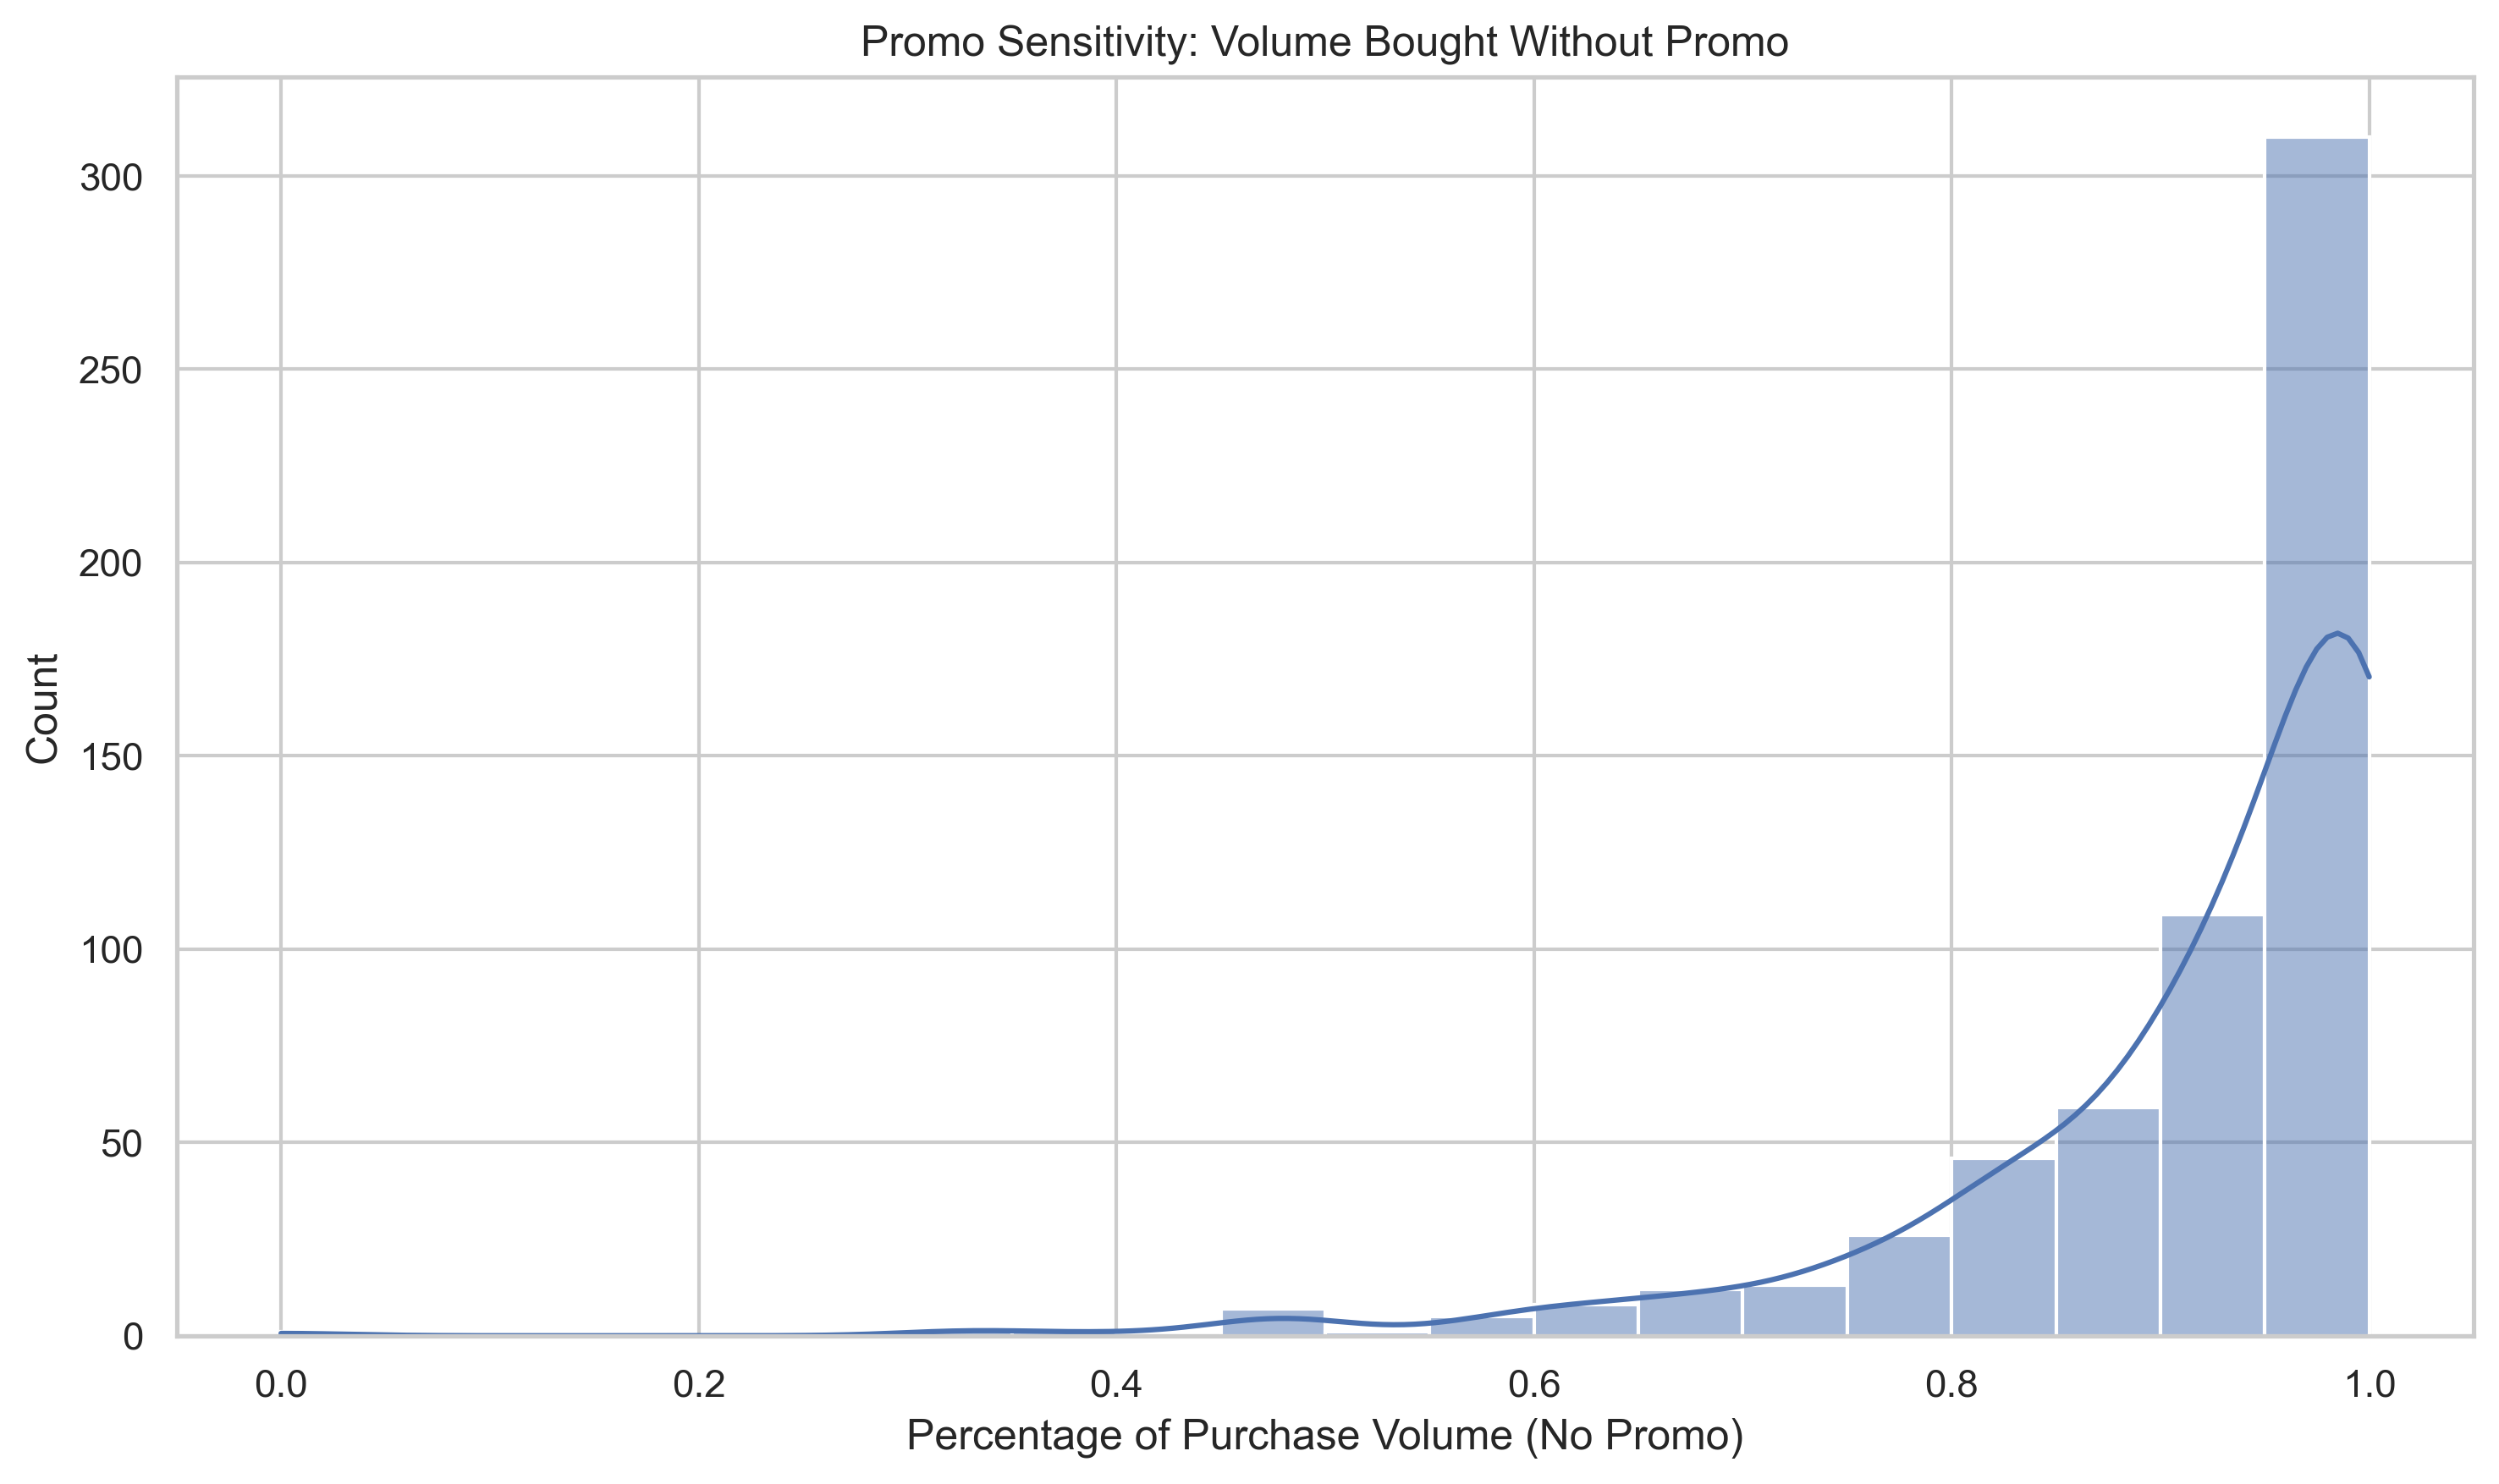 Promo Sensitivity: Volume Bought Without Promo
300
250
200
150
100
50
0
Count
0.0 0.2 0.4 0.6 0.8 1.0
Percentage of Purchase Volume (No Promo)